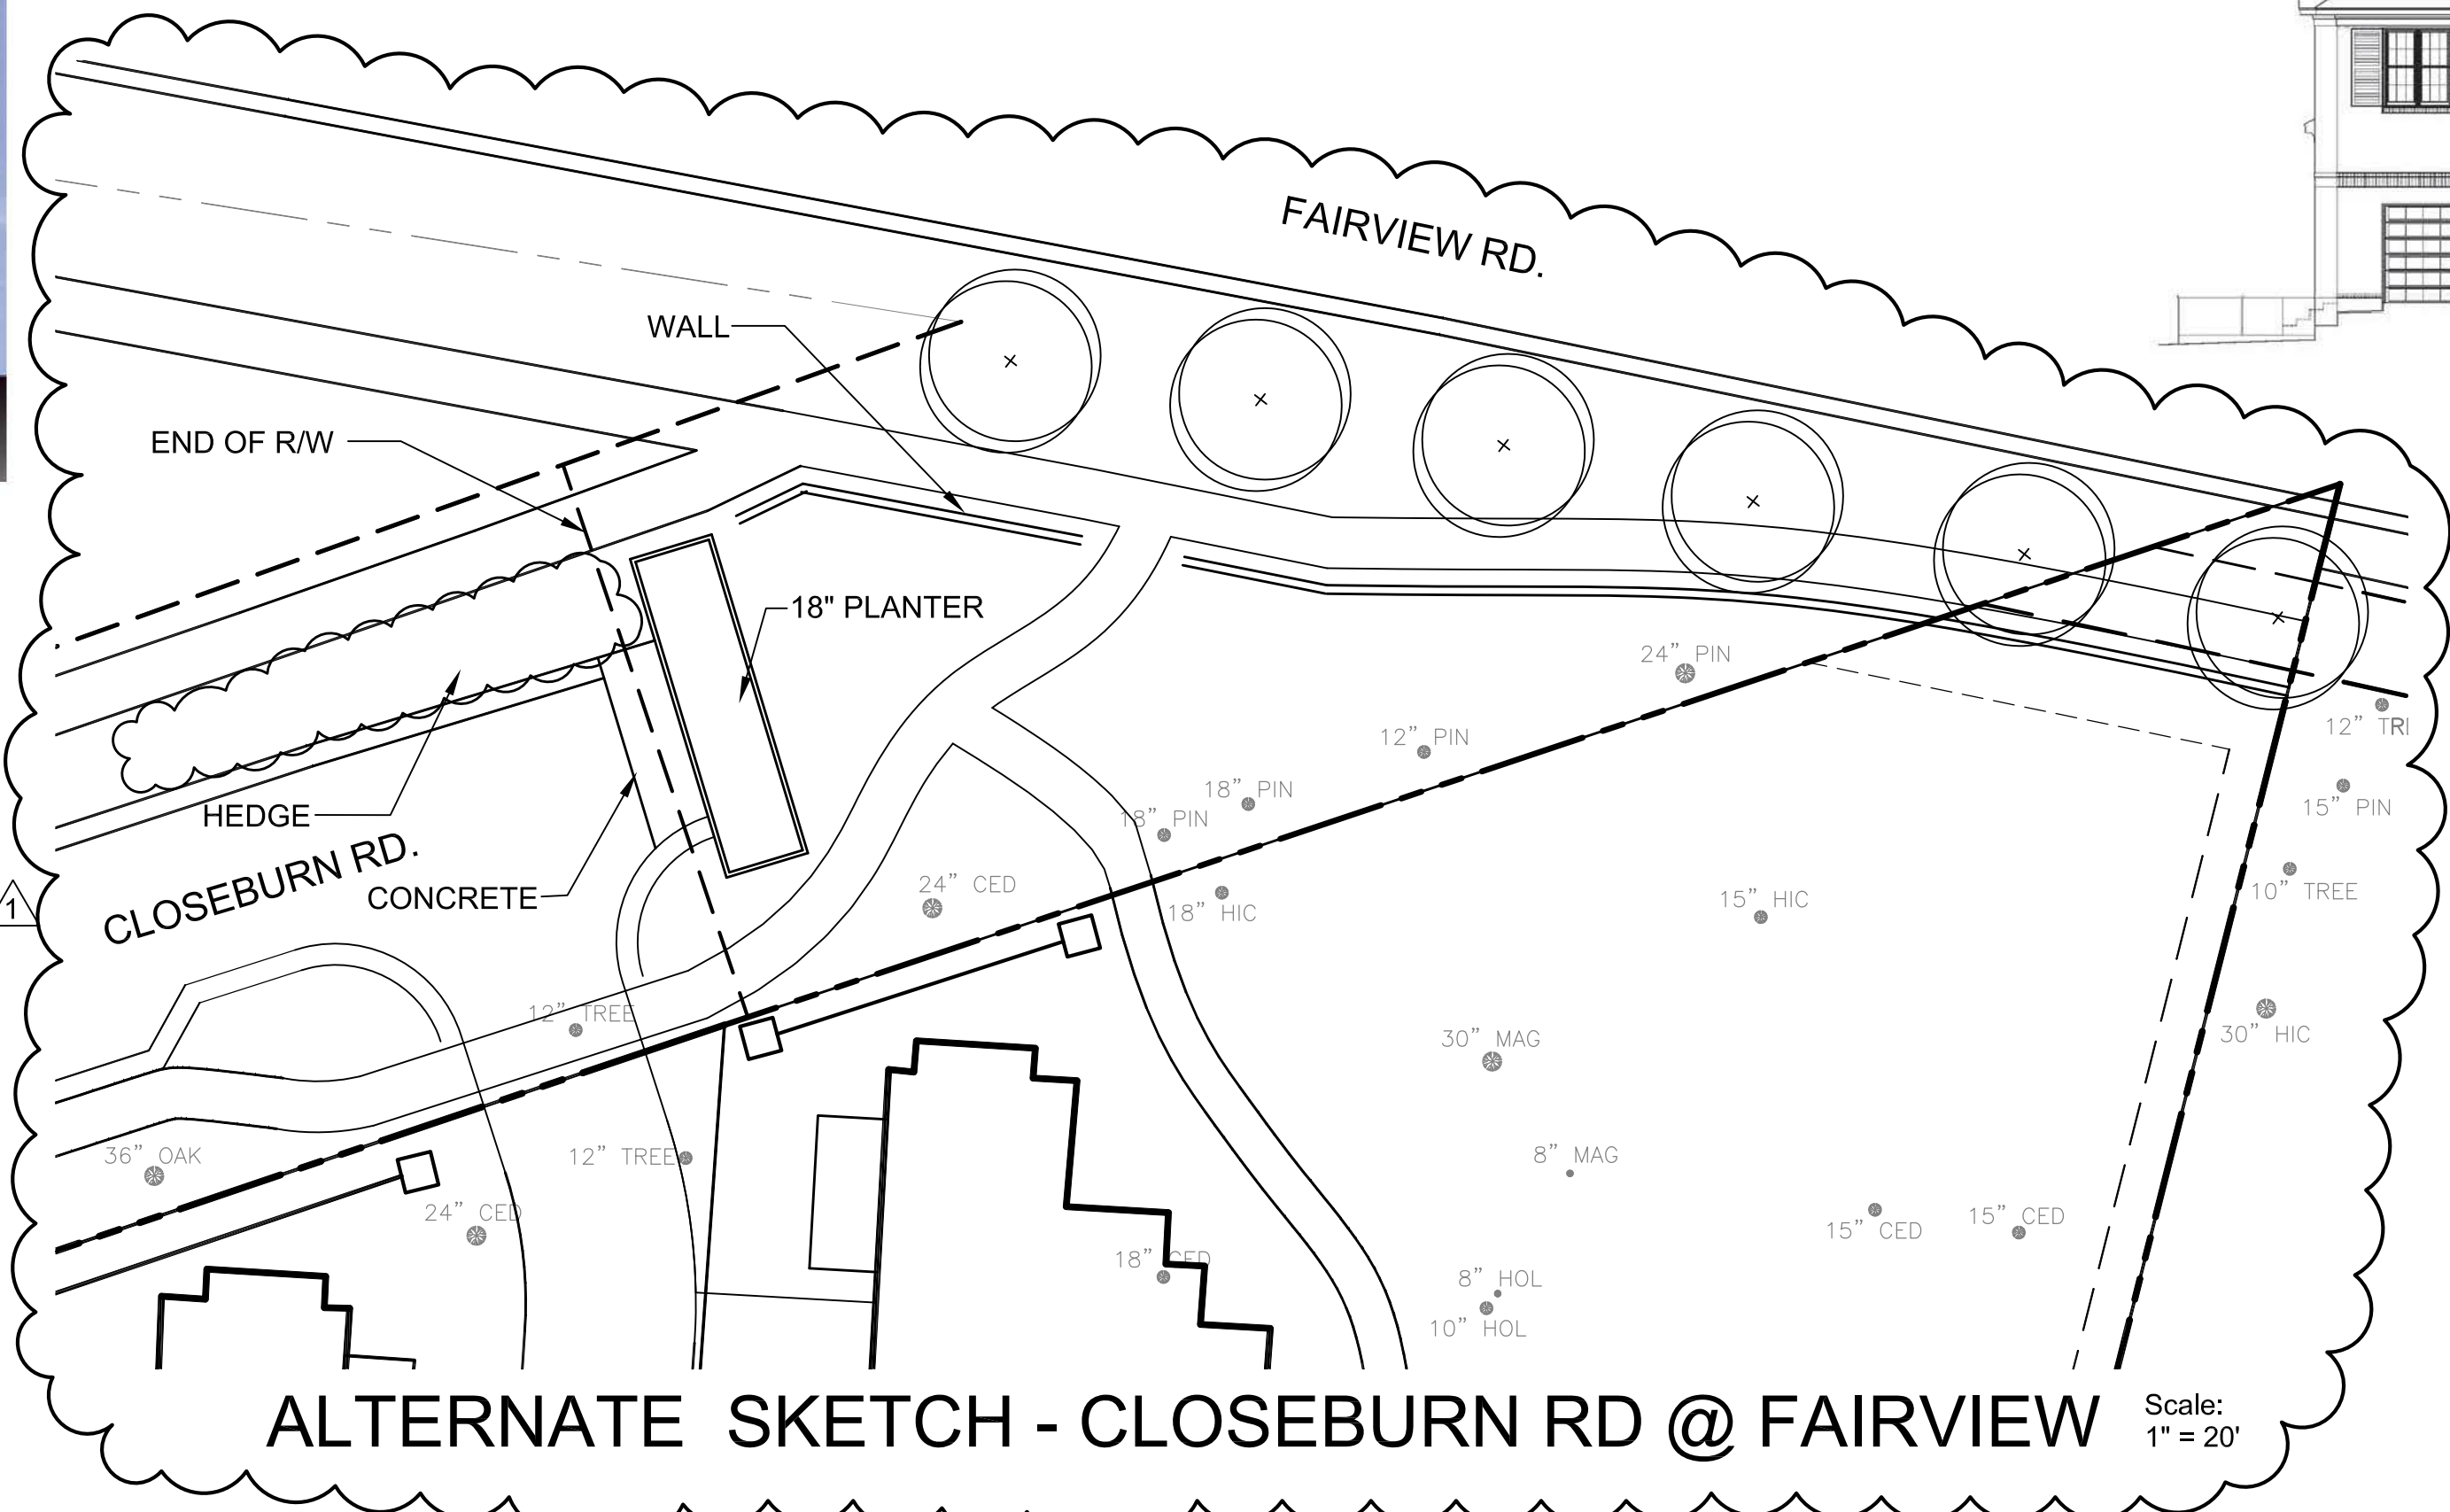 FAIRVIEW RD.
WALL
END OF R/W
18" PLANTER
24” PIN
12” TRI
12” PIN
18” PIN
18” PIN
15” PIN
HEDGE
CLOSEBURN RD.
CONCRETE
1
24” CED
18” HIC
15” HIC
10” TREE
12” TREE
30” MAG
30” HIC
36” OAK
12” TREE
8” MAG
24” CED
15” CED
15” CED
18” CED
8” HOL
10” HOL
ALTERNATE SKETCH - CLOSEBURN RD @ FAIRVIEW
Scale:
1" = 20'